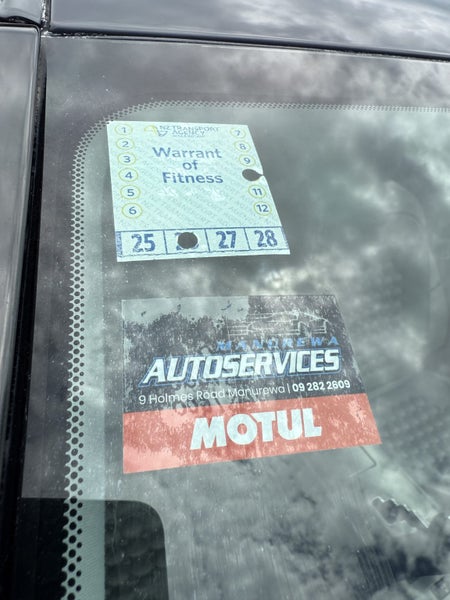 NZ TRANSPORT
AGENCY
Warrant
of
Fitness
1
2
3
4
5
6
7
8
9
11
12
25 27 28
MANUREWA
AUTOSERVICES
9 Holmes Road Manurewa | 09 282 2609
MOTUL